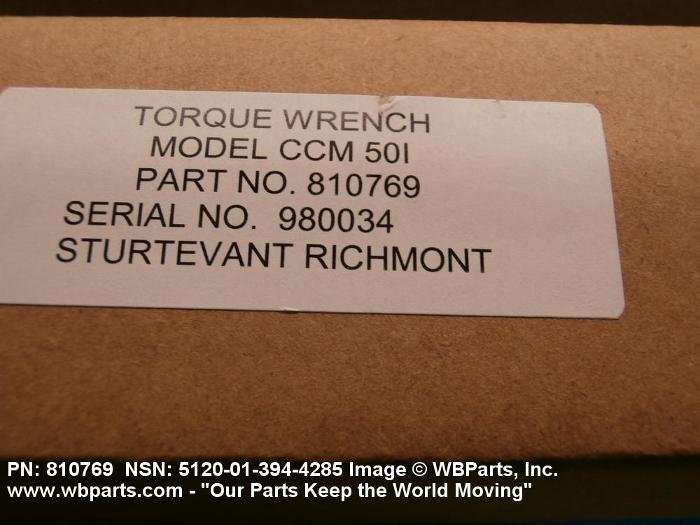 TORQUE WRENCH
MODEL CCM 50I
PART NO. 810769
SERIAL NO. 980034
STURTEVANT RICHMONT
PN: 810769 NSN: 5120-01-394-4285 Image © WBParts, Inc.
www.wbparts.com - "Our Parts Keep the World Moving"